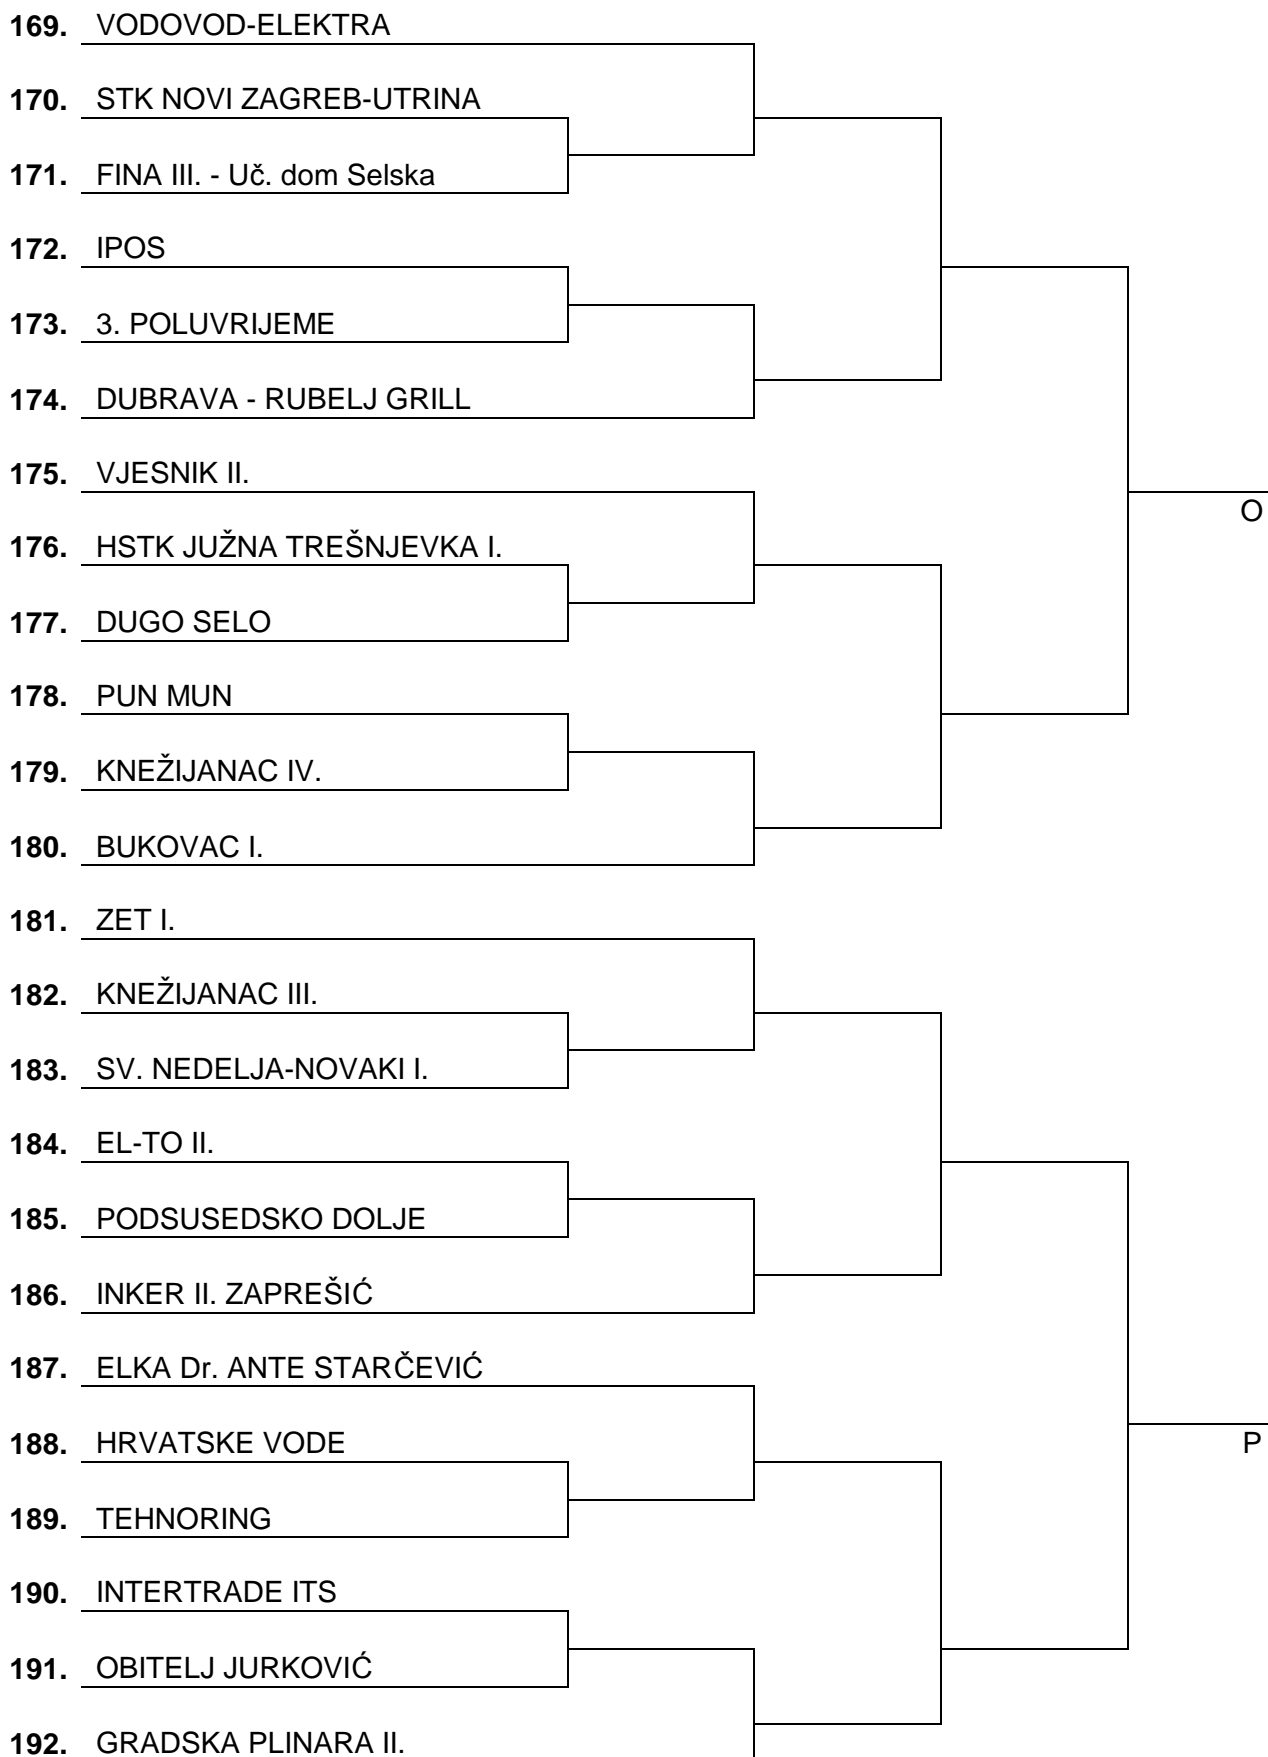 169. VODOVOD-ELEKTRA
170. STK NOVI ZAGREB-UTRINA
171. FINA III. - Uč. dom Selska
172. IPOS
173. 3. POLUVRIJEME
174. DUBRAVA - RUBELJ GRILL
175. VJESNIK II.
O
176. HSTK JUŽNA TREŠNJEVKA I.
177. DUGO SELO
178. PUN MUN
179. KNEŽIJANAC IV.
180. BUKOVAC I.
181. ZET I.
182. KNEŽIJANAC III.
183. SV. NEDELJA-NOVAKI I.
184. EL-TO II.
185. PODSUSEDSKO DOLJE
186. INKER II. ZAPREŠIĆ
187. ELKA Dr. ANTE STARČEVIĆ
188. HRVATSKE VODE
P
189. TEHNORING
190. INTERTRADE ITS
191. OBITELJ JURKOVIĆ
192. GRADSKA PLINARA II.